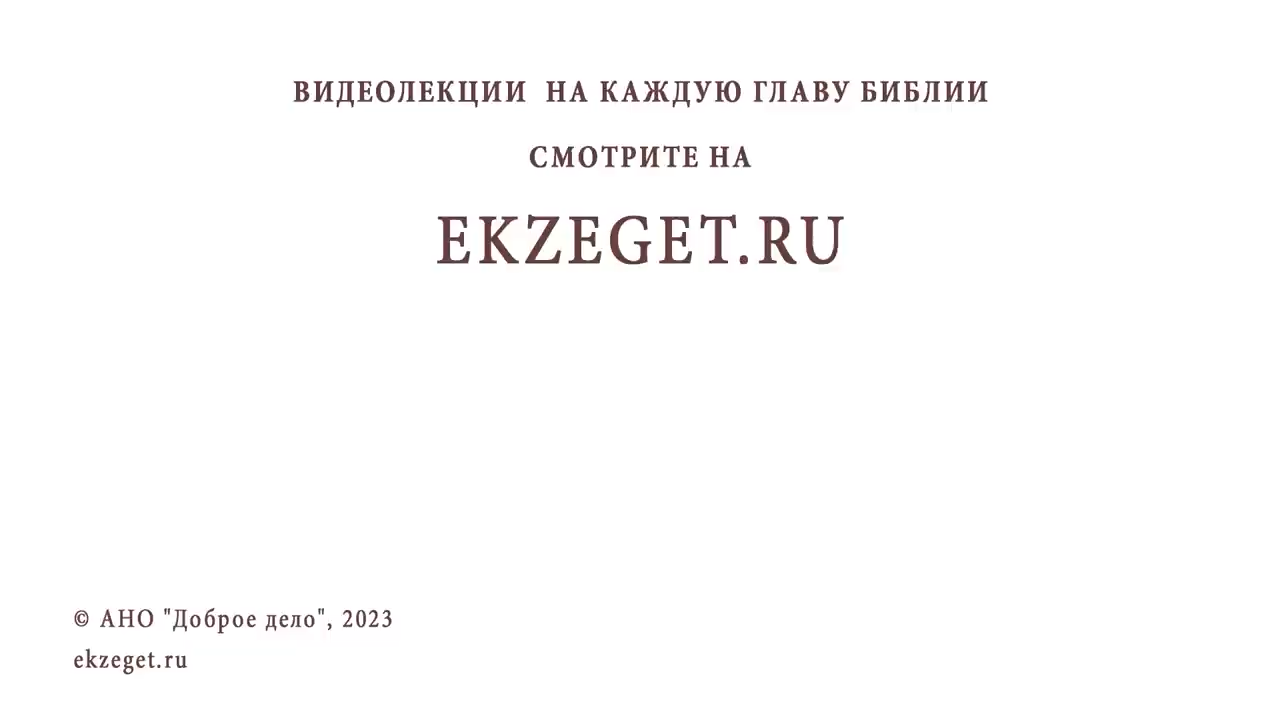 ВИДЕОЛЕКЦИИ НА КАЖДУЮ ГЛАВУ БИБЛИИ
СМОТРИТЕ НА
EKZEGET.RU
© АНО "Доброе дело", 2023
ekzeget.ru